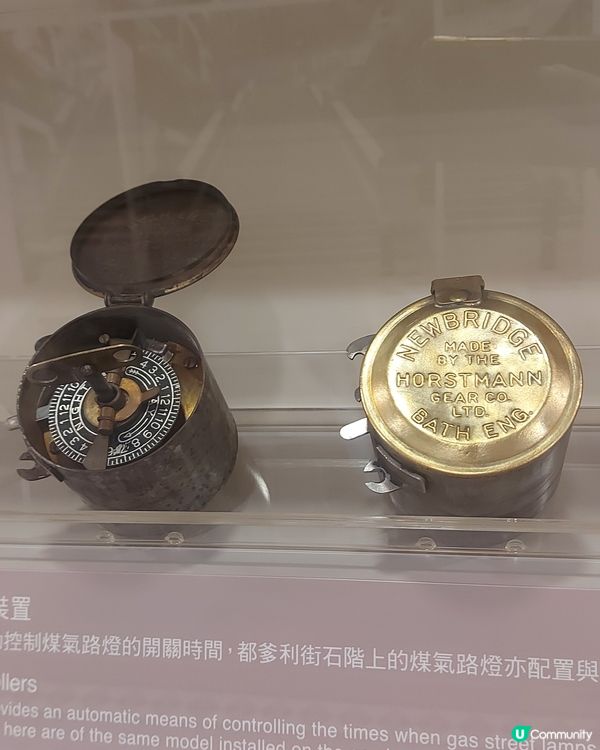 NEWBRIDGE
MADE
BY THE
HORSTMANN
GEAR CO.
LTD.
BATH ENG.
NIGHT
裝置
控制煤氣路燈的開關時間，都爹利街石階上的煤氣路燈亦配置與
llers
vides an automatic means of controlling the times when gas street lamps
here are of the same model installed on the
U Community